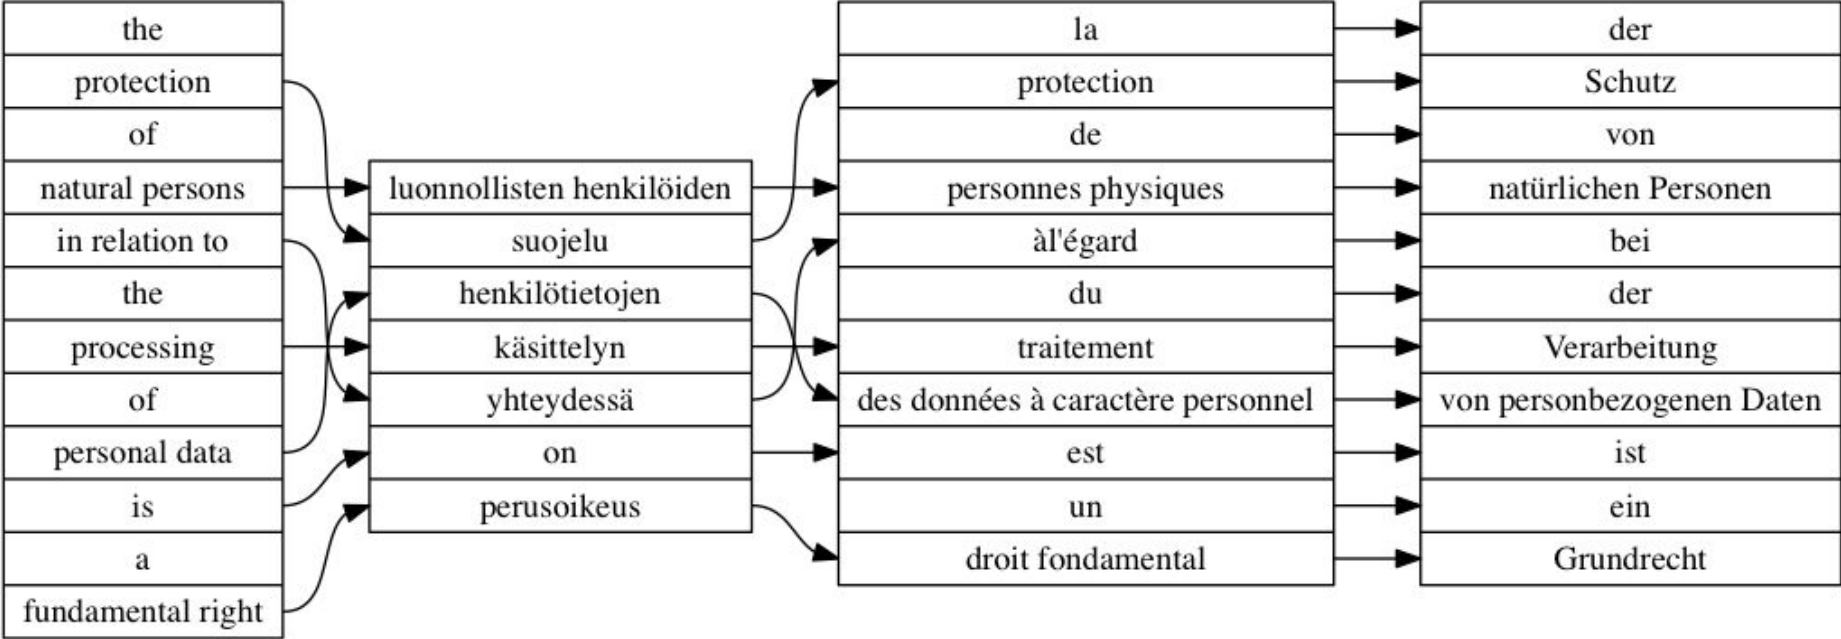 the
protection
of
natural persons
in relation to
the
processing
of
personal data
is
a
fundamental right
luonnollisten henkilöiden
suojelu
henkilötietojen
käsittelyn
yhteydessä
on
perusoikeus
la
protection
de
personnes physiques
àl'égard
du
traitement
des données à caractère personnel
est
un
droit fondamental
der
Schutz
von
natürlichen Personen
bei
der
Verarbeitung
von personbezogenen Daten
ist
ein
Grundrecht